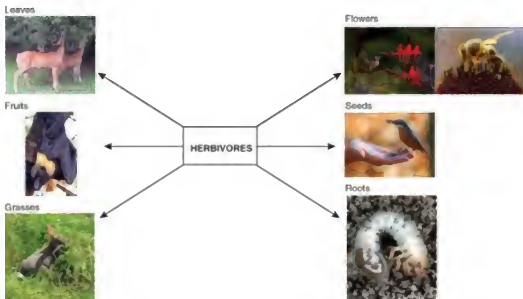 Leaves
Flowers
Fruits
HERBIVORES
Seeds
Grasses
Roots